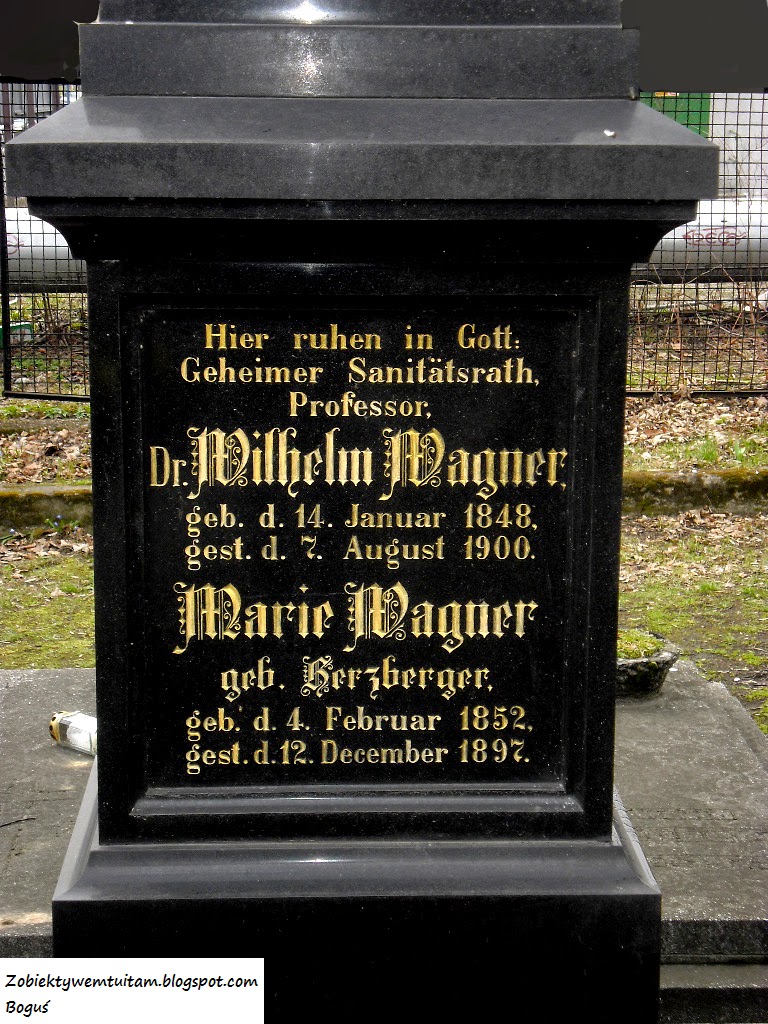 Hier ruhen in Gott:
Geheimer Sanitätsrath,
Professor,
Dr. Wilhelm Wagner,
geb. d. 14. Januar 1848,
gest. d. 7. August 1900.
Marie Wagner
geb. Herzberger,
geb. d. 4. Februar 1852,
gest. d. 12. December 1897.
Zobiektywemtuitam.blogspot.com
Boguś